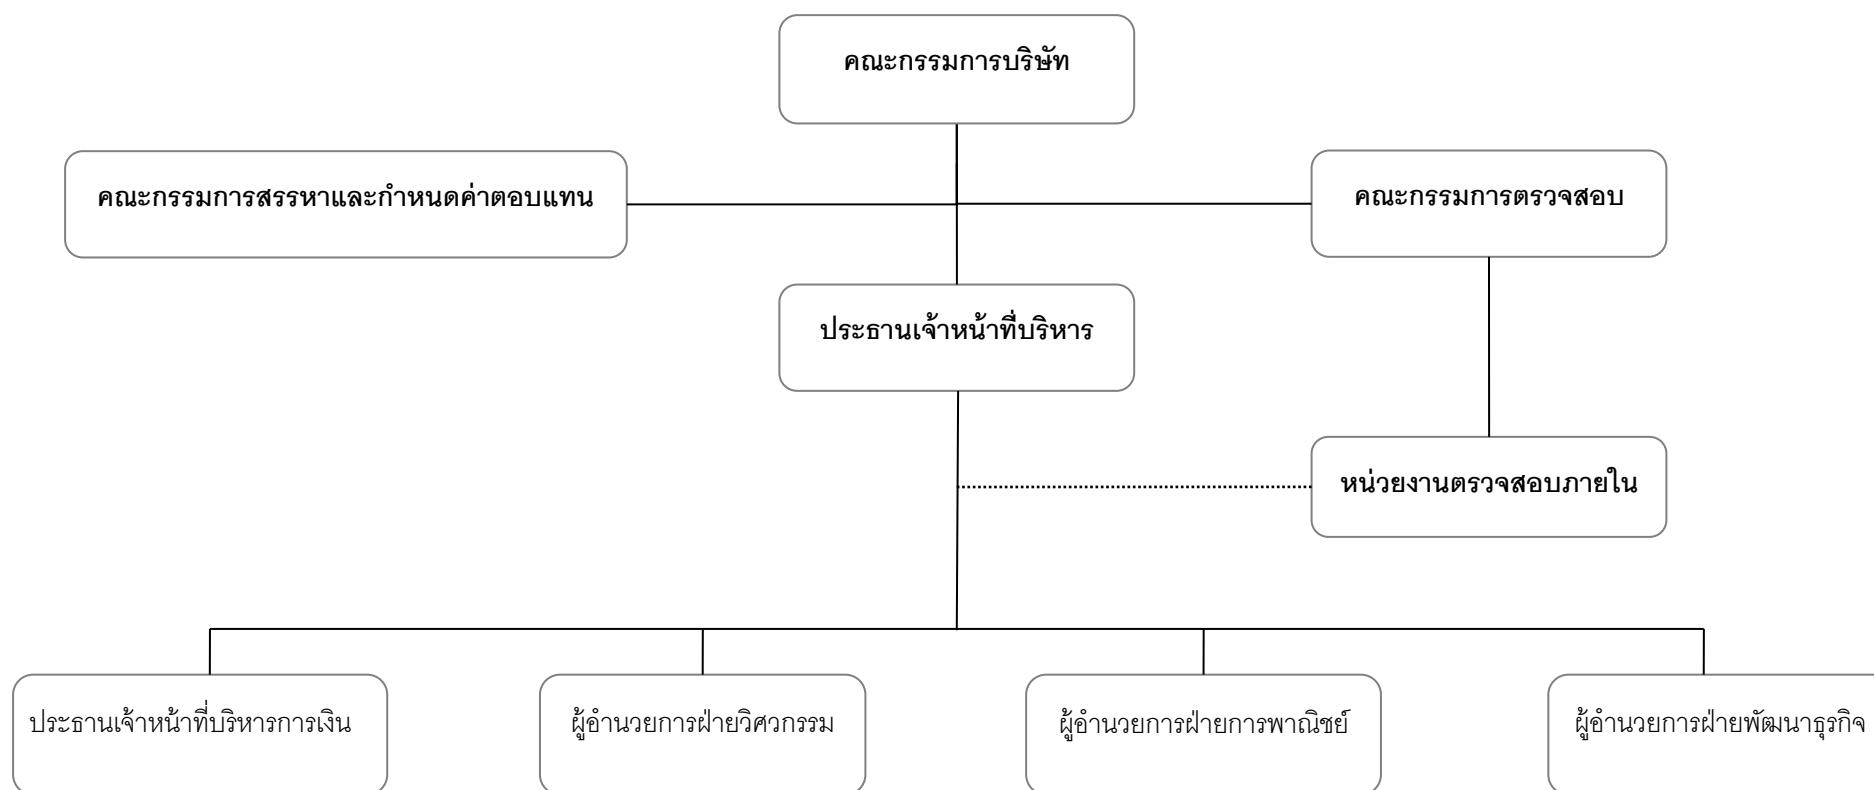 คณะกรรมการบริษัท
คณะกรรมการสรรหาและกำหนดค่าตอบแทน
คณะกรรมการตรวจสอบ
ประธานเจ้าหน้าที่บริหาร
หน่วยงานตรวจสอบภายใน
ประธานเจ้าหน้าที่บริหารการเงิน
ผู้อำนวยการฝ่ายวิศวกรรม
ผู้อำนวยการฝ่ายการพาณิชย์
ผู้อำนวยการฝ่ายพัฒนาธุรกิจ